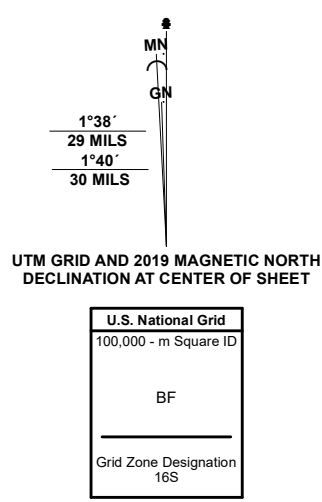 MN
GN
1°38´
29 MILS
1°40´
30 MILS
UTM GRID AND 2019 MAGNETIC NORTH
DECLINATION AT CENTER OF SHEET
U.S. National Grid
100,000 - m Square ID
BF
Grid Zone Designation
16S